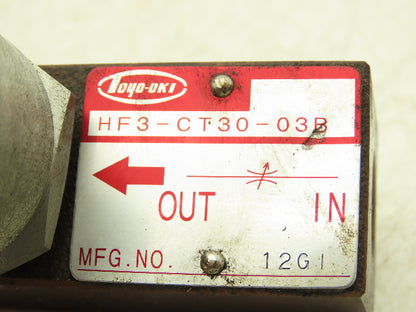 Toyo-oki
HF3-CT30-03B
OUT IN
MFG.NO. 12G1